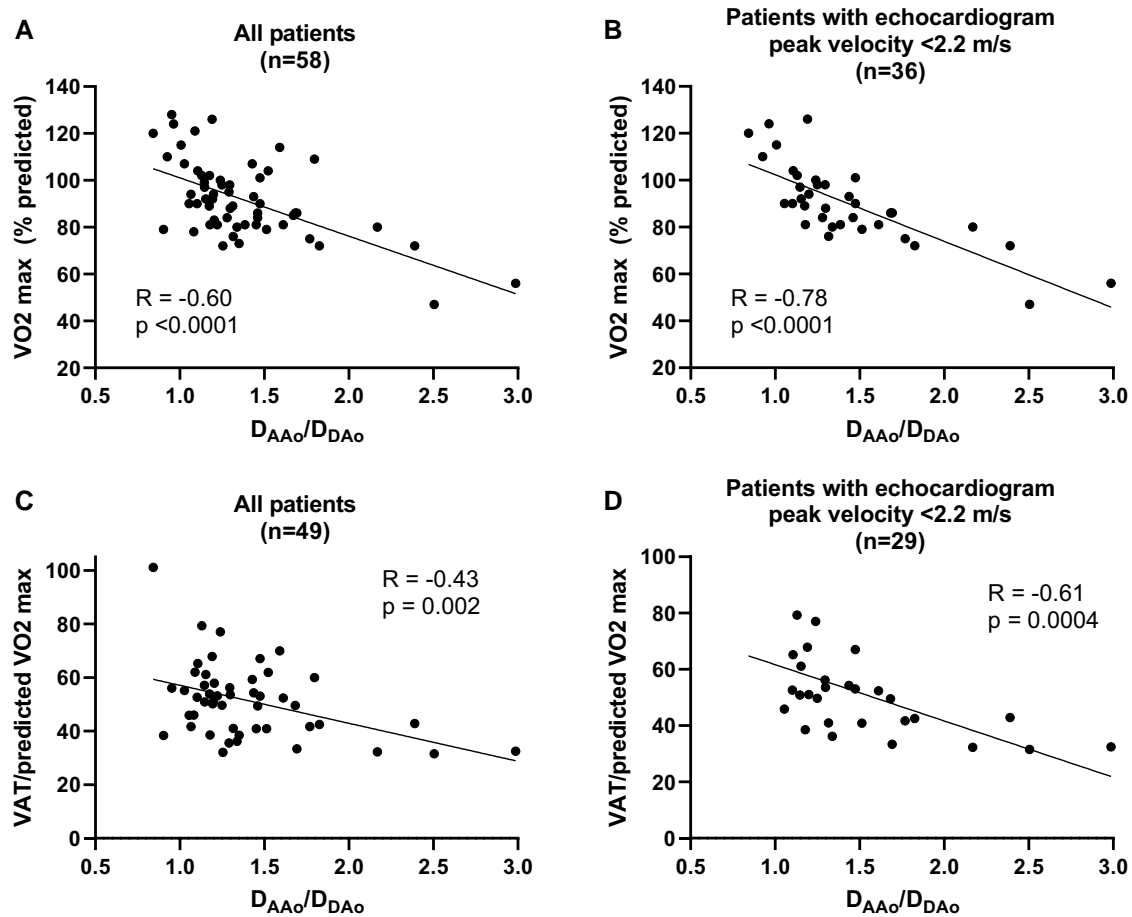 A
All patients
(n=58)
VO2 max (% predicted)
140
120
100
80
60
40
20
R = -0.60
p <0.0001
0.5 1.0 1.5 2.0 2.5 3.0
DAAo/DDAo
B
Patients with echocardiogram
peak velocity <2.2 m/s
(n=36)
VO2 max (% predicted)
140
120
100
80
60
40
20
R = -0.78
p <0.0001
0.5 1.0 1.5 2.0 2.5 3.0
DAAo/DDAo
C
All patients
(n=49)
VAT/predicted VO2 max
100
80
60
40
20
0
R = -0.43
p = 0.002
0.5 1.0 1.5 2.0 2.5 3.0
DAAo/DDAo
D
Patients with echocardiogram
peak velocity <2.2 m/s
(n=29)
VAT/predicted VO2 max
100
80
60
40
20
0
R = -0.61
p = 0.0004
0.5 1.0 1.5 2.0 2.5 3.0
DAAo/DDAo